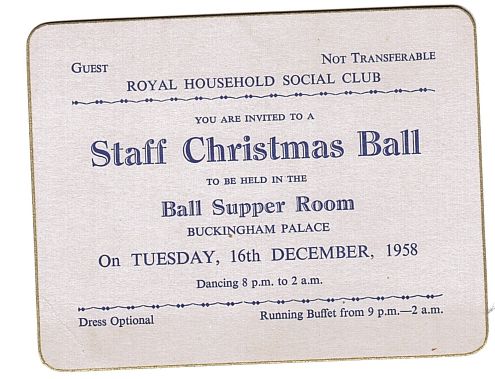 GUEST NOT TRANSFERABLE
ROYAL HOUSEHOLD SOCIAL CLUB
YOU ARE INVITED TO A
Staff Christmas Ball
TO BE HELD IN THE
Ball Supper Room
BUCKINGHAM PALACE
On TUESDAY, 16th DECEMBER, 1958
Dancing 8 p.m. to 2 a.m.
Dress Optional Running Buffet from 9 p.m.—2 a.m.